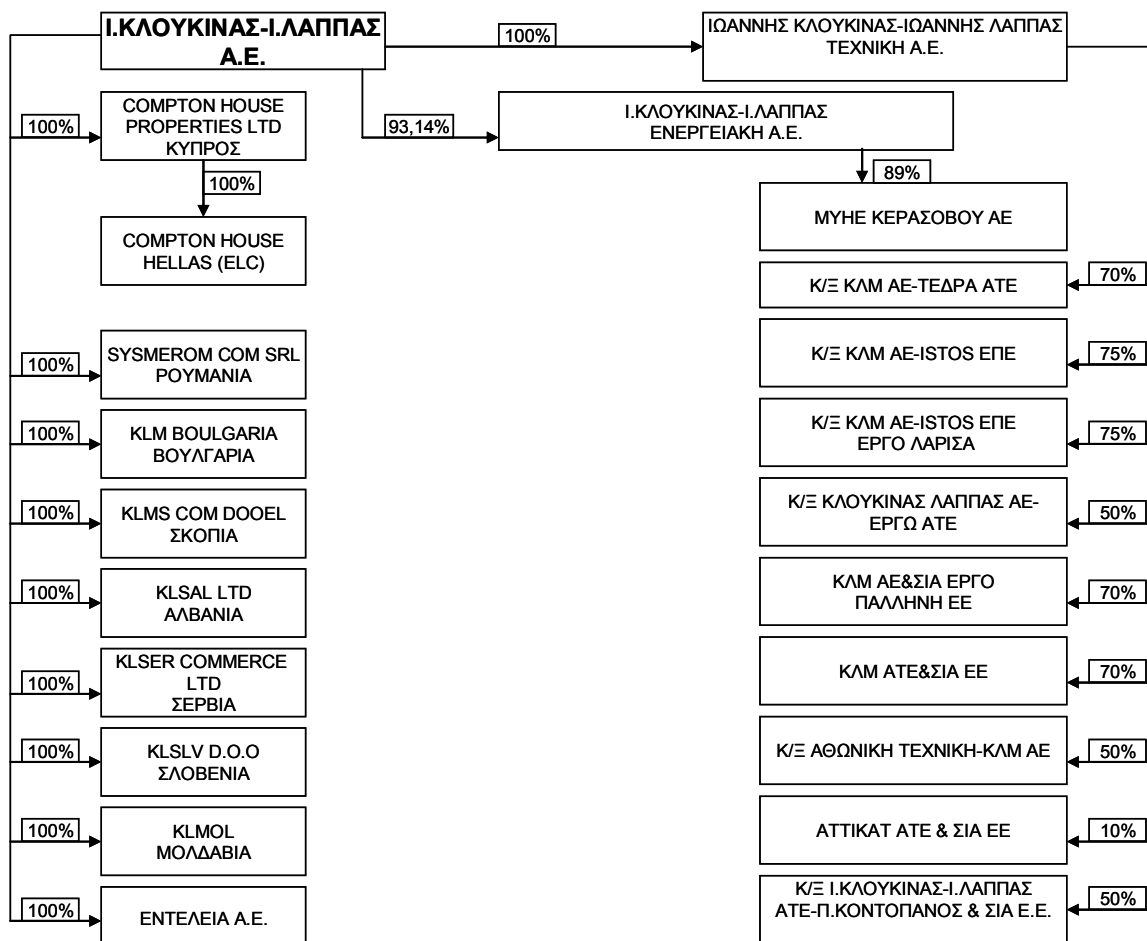 Ι.ΚΛΟΥΚΙΝΑΣ-Ι.ΛΑΠΠΑΣ
Α.Ε.
100%
ΙΩΑΝΝΗΣ ΚΛΟΥΚΙΝΑΣ-ΙΩΑΝΝΗΣ ΛΑΠΠΑΣ
ΤΕΧΝΙΚΗ Α.Ε.
100%
COMPTON HOUSE
PROPERTIES LTD
ΚΥΠΡΟΣ
93,14%
Ι.ΚΛΟΥΚΙΝΑΣ-Ι.ΛΑΠΠΑΣ
ΕΝΕΡΓΕΙΑΚΗ Α.Ε.
100%
89%
COMPTON HOUSE
HELLAS (ELC)
ΜΥΗΕ ΚΕΡΑΣΟΒΟΥ ΑΕ
Κ/Ξ ΚΛΜ ΑΕ-ΤΕΔΡΑ ΑΤΕ
70%
100%
SYSMEROM COM SRL
ΡΟΥΜΑΝΙΑ
Κ/Ξ ΚΛΜ ΑΕ-ISTOS ΕΠΕ
75%
100%
KLM BOULGARIA
ΒΟΥΛΓΑΡΙΑ
Κ/Ξ ΚΛΜ ΑΕ-ISTOS ΕΠΕ
ΕΡΓΟ ΛΑΡΙΣΑ
75%
100%
KLMS COM DOOEL
ΣΚΟΠΙΑ
Κ/Ξ ΚΛΟΥΚΙΝΑΣ ΛΑΠΠΑΣ ΑΕ-
ΕΡΓΩ ΑΤΕ
50%
100%
KLSAL LTD
ΑΛΒΑΝΙΑ
ΚΛΜ ΑΕ&ΣΙΑ ΕΡΓΟ
ΠΑΛΛΗΝΗ ΕΕ
70%
100%
KLSER COMMERCE
LTD
ΣΕΡΒΙΑ
ΚΛΜ ΑΤΕ&ΣΙΑ ΕΕ
70%
100%
KLSLV D.O.O
ΣΛΟΒΕΝΙΑ
Κ/Ξ ΑΘΩΝΙΚΗ ΤΕΧΝΙΚΗ-ΚΛΜ ΑΕ
50%
100%
KLMOL
ΜΟΛΔΑΒΙΑ
ΑΤΤΙΚΑΤ ΑΤΕ & ΣΙΑ ΕΕ
10%
100%
ΕΝΤΕΛΕΙΑ Α.Ε.
Κ/Ξ Ι.ΚΛΟΥΚΙΝΑΣ-Ι.ΛΑΠΠΑΣ
ΑΤΕ-Π.ΚΟΝΤΟΠΑΝΟΣ & ΣΙΑ Ε.Ε.
50%